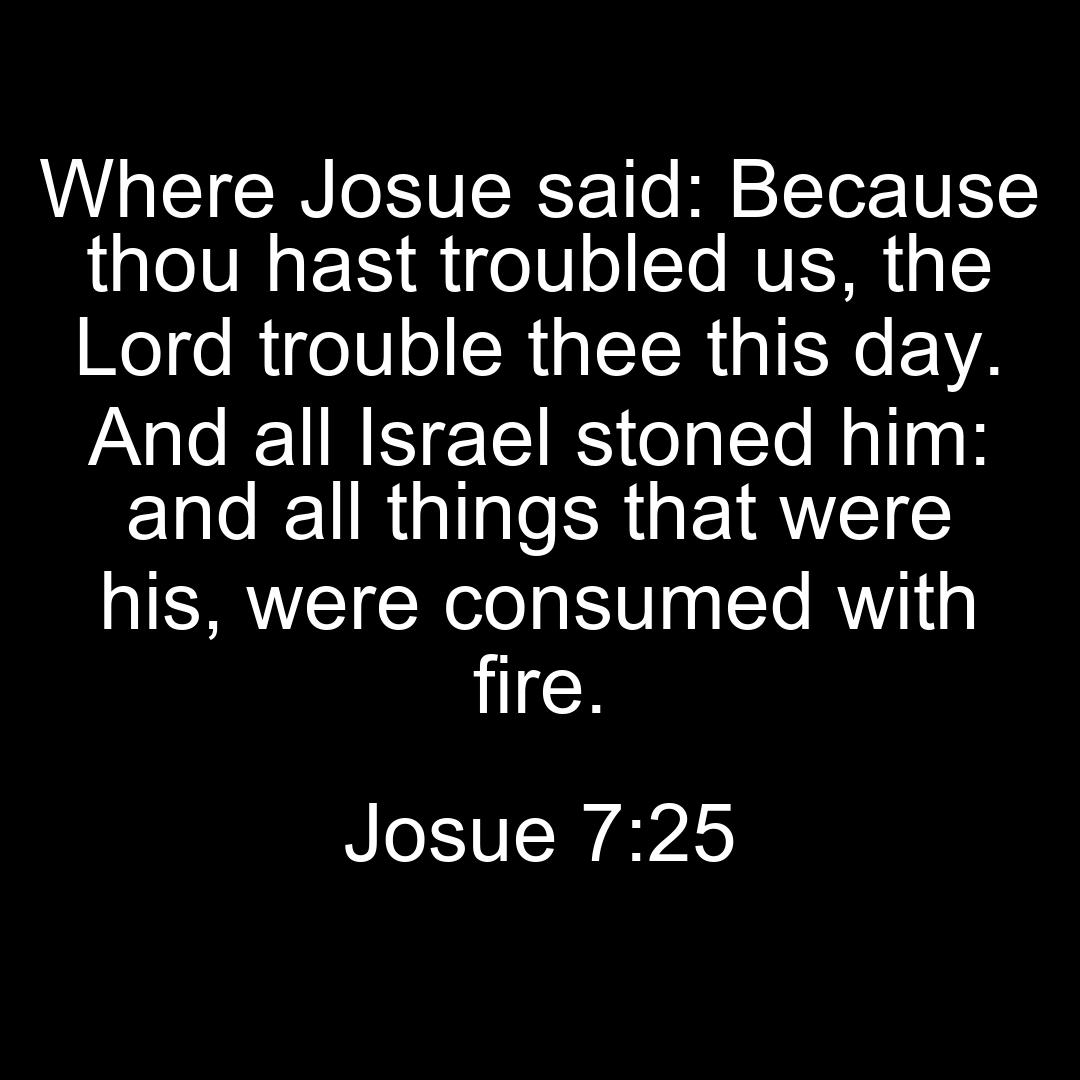 Where Josue said: Because
thou hast troubled us, the
Lord trouble thee this day.
And all Israel stoned him:
and all things that were
his, were consumed with
fire.
Josue 7:25